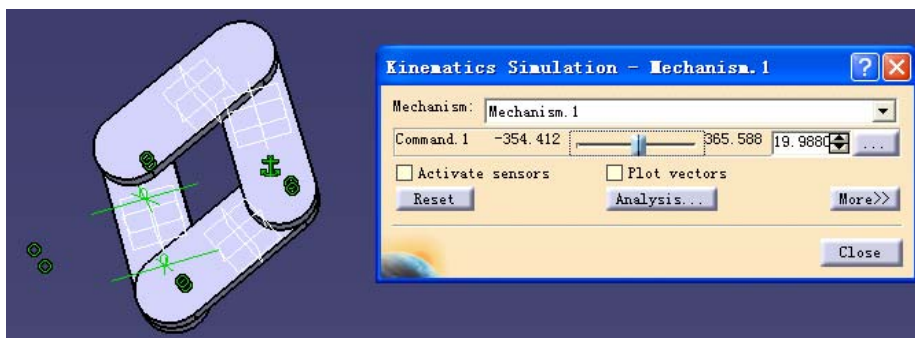 Kinematics Simulation - Mechanism.1
Mechanism: Mechanism.1
Command.1 -354.412 365.588 19.9880 ...
Activate sensors Plot vectors
Reset Analysis... More>>
Close